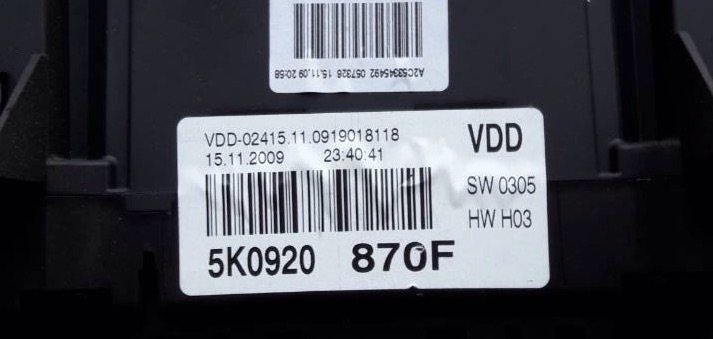 A2C53345492 057326 15.11.09 20:58
VDD-02415.11.0919018118
15.11.2009 23:40:41
VDD
SW 0305
HW H03
5K0920 870F